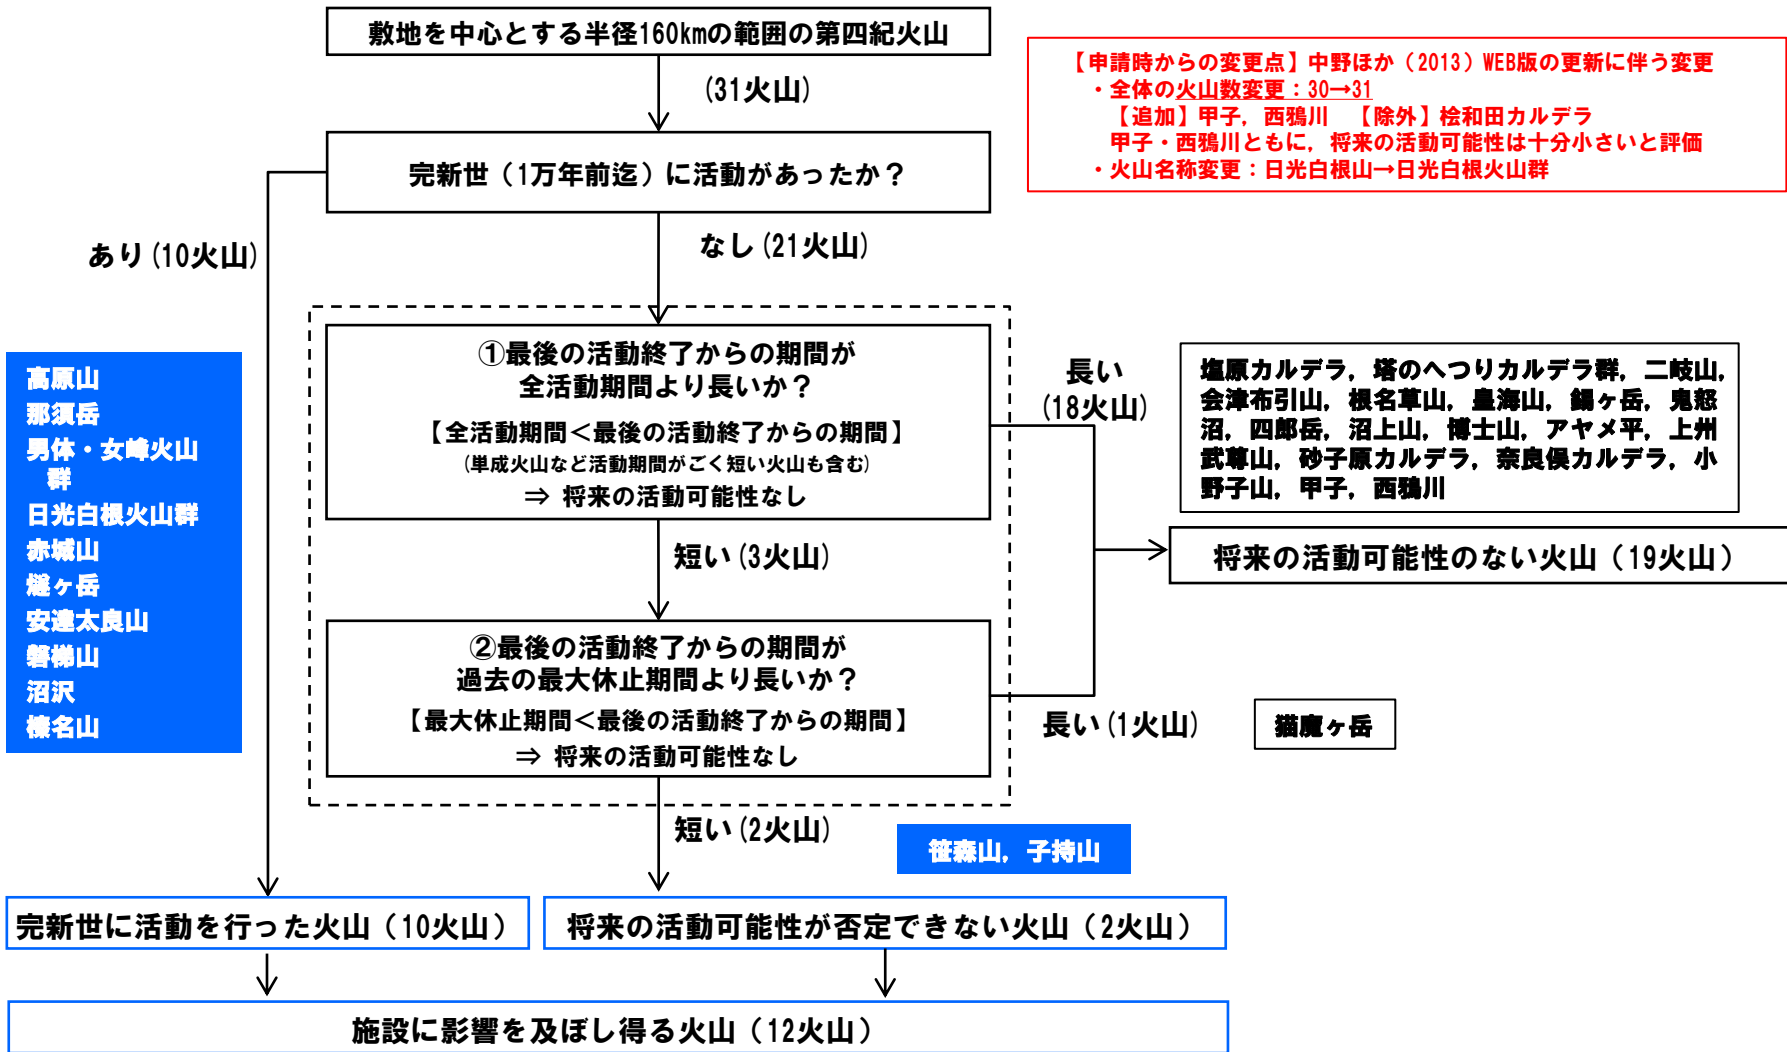 敷地を中心とする半径160kmの範囲の第四紀火山
(31火山)
【申請時からの変更点】中野ほか（2013）WEB版の更新に伴う変更
・全体の火山数変更：30→31
【追加】甲子，西鴉川　【除外】桧和田カルデラ
甲子・西鴉川ともに，将来の活動可能性は十分小さいと評価
・火山名称変更：日光白根山→日光白根火山群
完新世（1万年前迄）に活動があったか？
あり(10火山)
なし(21火山)
高原山
那須岳
男体・女峰火山
群
日光白根火山群
赤城山
燧ヶ岳
安達太良山
磐梯山
沼沢
榛名山
①最後の活動終了からの期間が
全活動期間より長いか？
【全活動期間＜最後の活動終了からの期間】
(単成火山など活動期間がごく短い火山も含む)
⇒ 将来の活動可能性なし
長い
(18火山)
塩原カルデラ，塔のへつりカルデラ群，二岐山，
会津布引山，根名草山，皇海山，錫ヶ岳，鬼怒
沼，四郎岳，沼上山，博士山，アヤメ平，上州
武尊山，砂子原カルデラ，奈良俣カルデラ，小
野子山，甲子，西鴉川
将来の活動可能性のない火山（19火山）
短い(3火山)
②最後の活動終了からの期間が
過去の最大休止期間より長いか？
【最大休止期間＜最後の活動終了からの期間】
⇒ 将来の活動可能性なし
長い(1火山)
猫魔ヶ岳
短い(2火山)
笹森山，子持山
完新世に活動を行った火山（10火山）
将来の活動可能性が否定できない火山（2火山）
施設に影響を及ぼし得る火山（12火山）